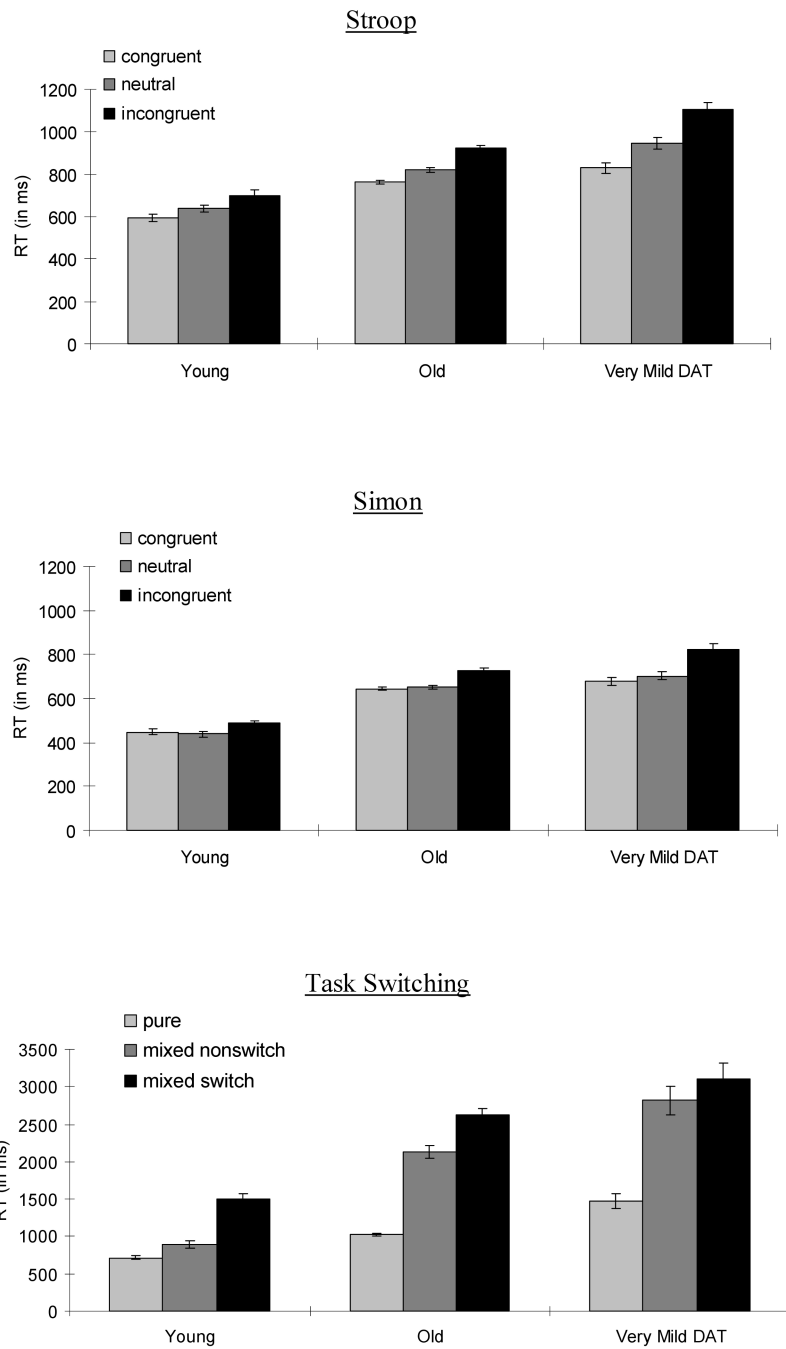 Stroop
congruent
neutral
incongruent
1200
1000
800
600
400
200
0
RT (in ms)
Young Old Very Mild DAT
Simon
congruent
neutral
incongruent
1200
1000
800
600
400
200
0
RT (in ms)
Young Old Very Mild DAT
Task Switching
pure
mixed nonswitch
mixed switch
3500
3000
2500
2000
1500
1000
500
0
RT (in ms)
Young Old Very Mild DAT